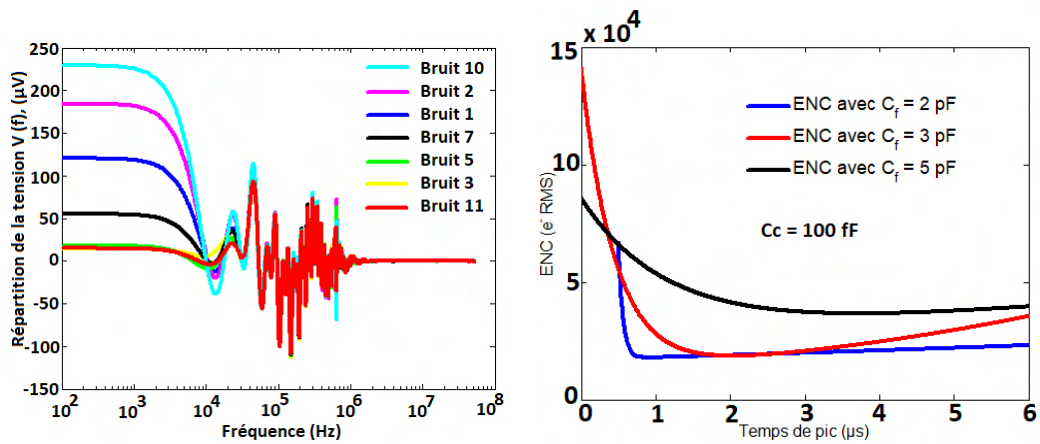 Répartition de la tension V (f), (µV)
250
200
150
100
50
0
-50
-100
-150
10² 10³ 10⁴ 10⁵ 10⁶ 10⁷ 10⁸
Fréquence (Hz)
Bruit 10
Bruit 2
Bruit 1
Bruit 7
Bruit 5
Bruit 3
Bruit 11
15 x 10⁴
10
5
0
ENC (e⁻ RMS)
ENC avec C_f = 2 pF
ENC avec C_f = 3 pF
ENC avec C_f = 5 pF
Cc = 100 fF
0 1 2 3 4 5 6
Temps de pic (µs)